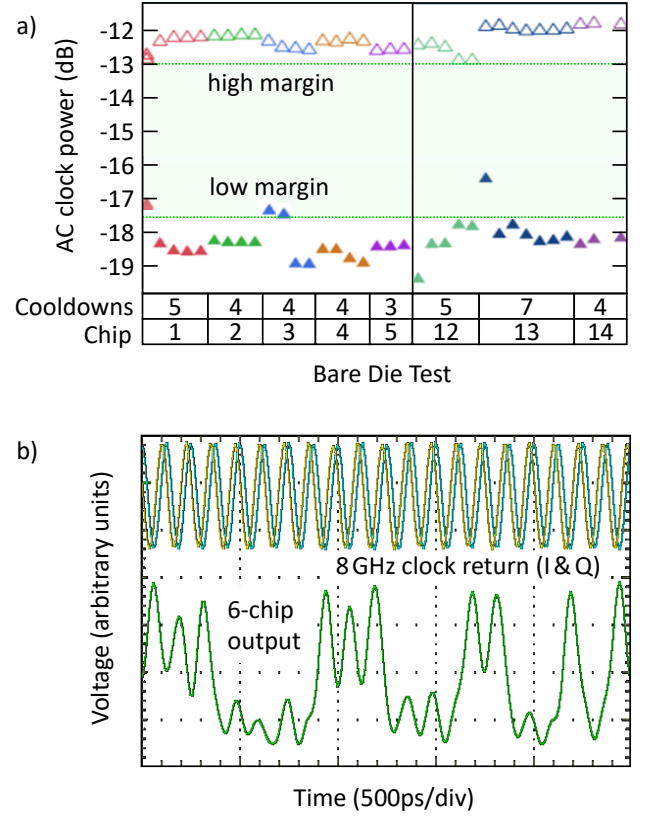 a)
AC clock power (dB)
-12
-13
-14
-15
-16
-17
-18
-19
high margin
low margin
Cooldowns 5 4 4 4 3 5 7 4
Chip 1 2 3 4 5 12 13 14
Bare Die Test
b)
Voltage (arbitrary units)
8 GHz clock return (I & Q)
6-chip
output
Time (500ps/div)